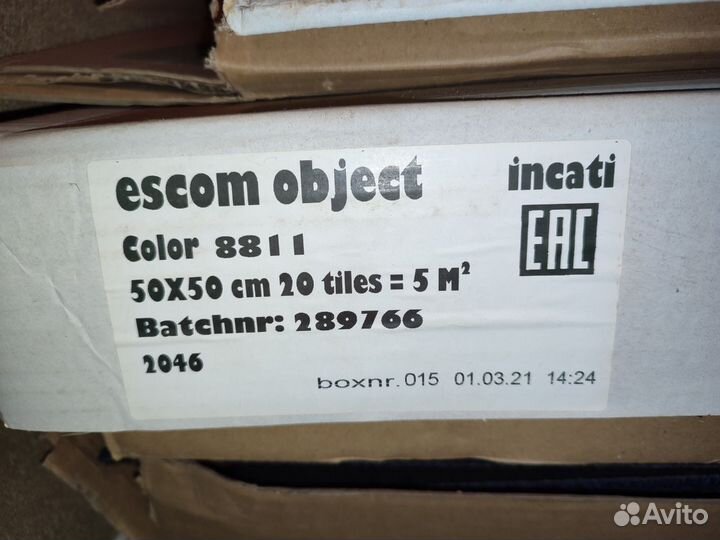 escom object incati
Color 8811 EAC
50X50 cm 20 tiles = 5 M²
Batchnr: 289766
2046
boxnr. 015 01.03.21 14:24
Avito